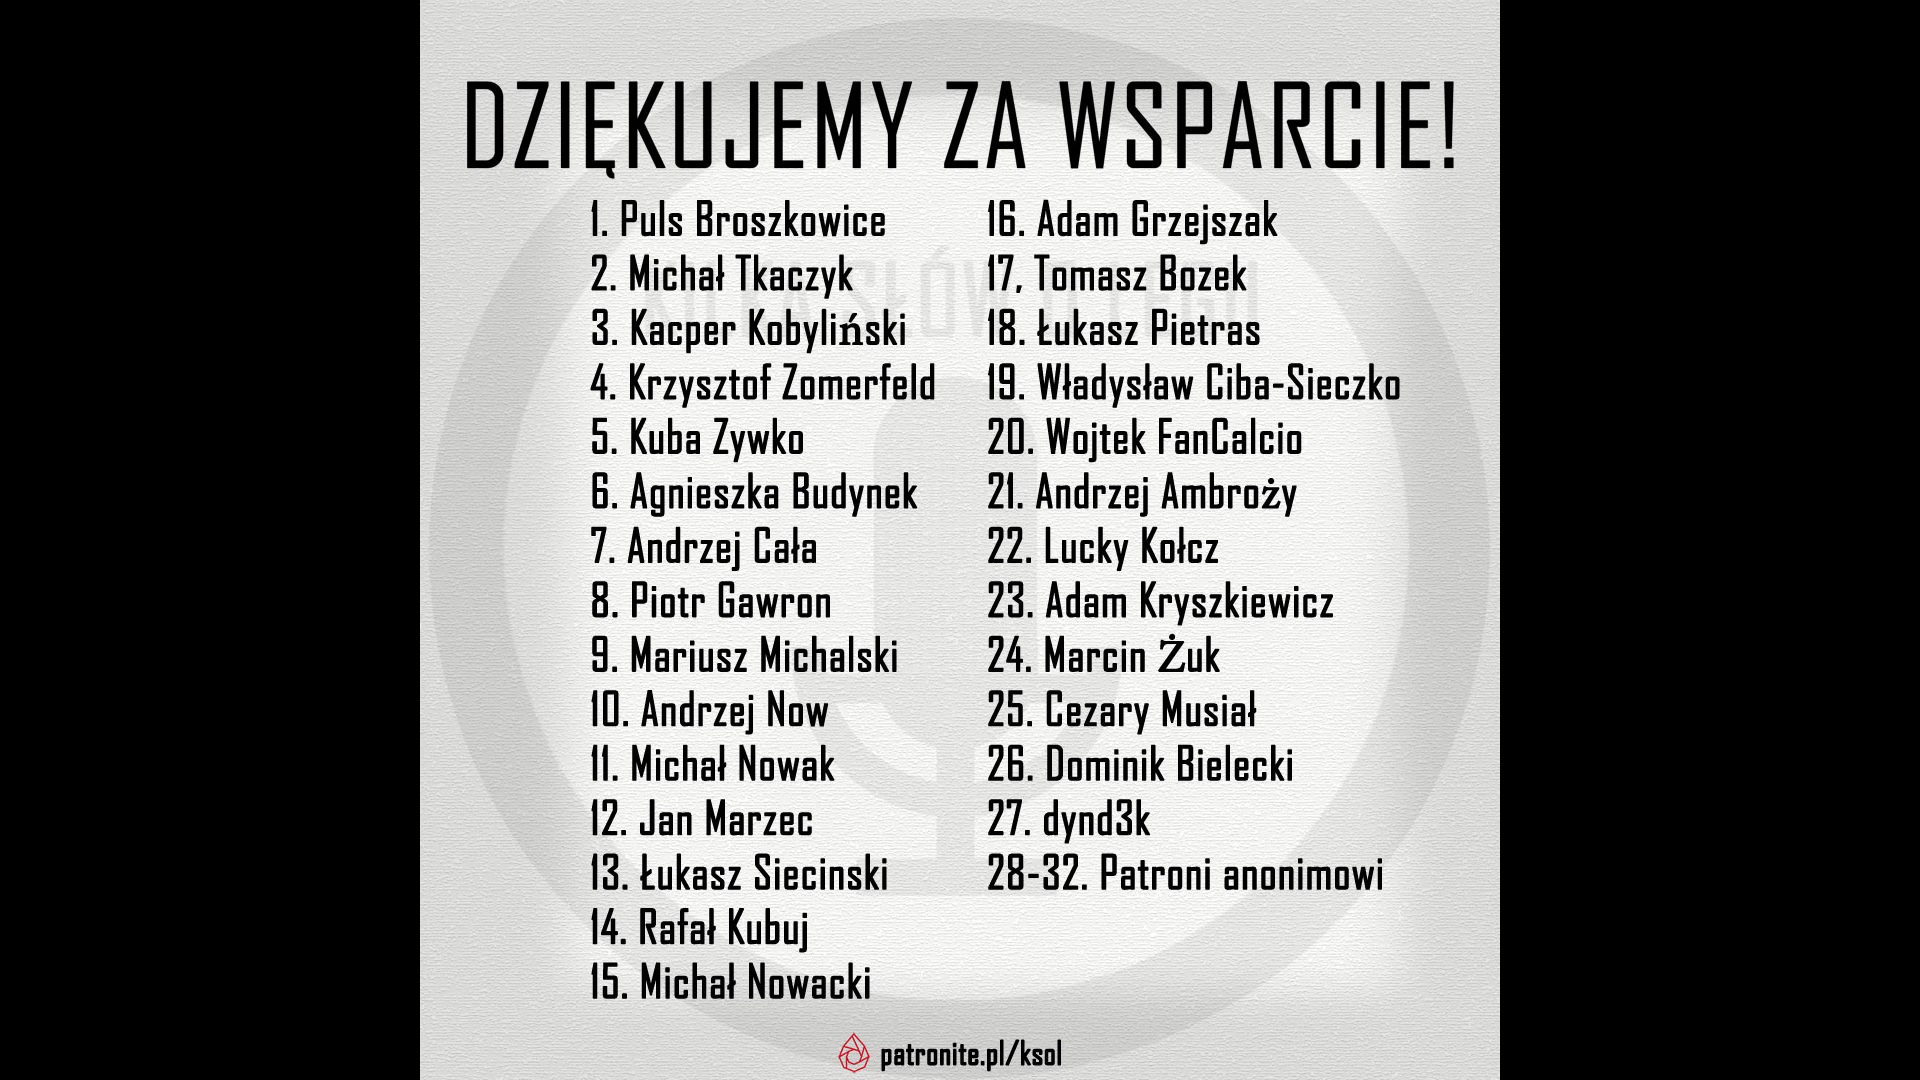 DZIĘKUJEMY ZA WSPARCIE!
1. Puls Broszkowice
2. Michał Tkaczyk
3. Kacper Kobyliński
4. Krzysztof Zomerfeld
5. Kuba Zywko
6. Agnieszka Budynek
7. Andrzej Cała
8. Piotr Gawron
9. Mariusz Michalski
10. Andrzej Now
11. Michał Nowak
12. Jan Marzec
13. Łukasz Siecinski
14. Rafał Kubuj
15. Michał Nowacki
16. Adam Grzejszak
17, Tomasz Bozek
18. Łukasz Pietras
19. Władysław Ciba-Sieczko
20. Wojtek FanCalcio
21. Andrzej Ambroży
22. Lucky Kołcz
23. Adam Kryszkiewicz
24. Marcin Żuk
25. Cezary Musiał
26. Dominik Bielecki
27. dynd3k
28-32. Patroni anonimowi
patronite.pl/ksol